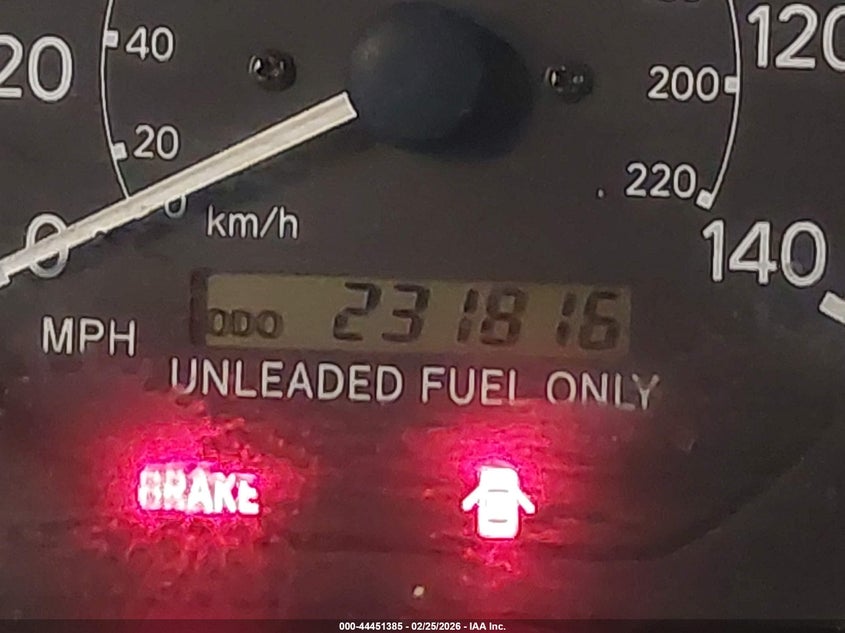 20 40 120
200
20
220
0 km/h
0 140
ODO 231816
MPH
UNLEADED FUEL ONLY
BRAKE
000-44451385 - 02/25/2026 - IAA Inc.